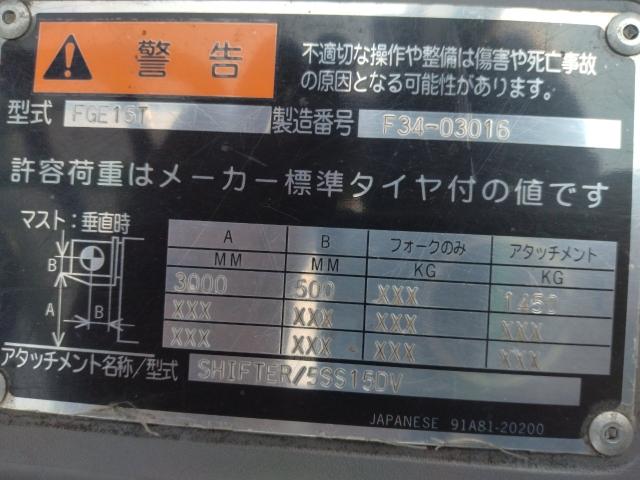 警告
不適切な操作や整備は傷害や死亡事故
の原因となる可能性があります。
型式 FGE15T 製造番号 F34-03016
許容荷重はメーカー標準タイヤ付の値です
マスト:垂直時
A B フォークのみ アタッチメント
MM MM KG KG
3000 500 XXX 1450
XXX XXX XXX XXX
XXX XXX XXX XXX
B
B
A
アタッチメント名称/型式 SHIFTER/5SS15DV
JAPANESE 91A81-20200